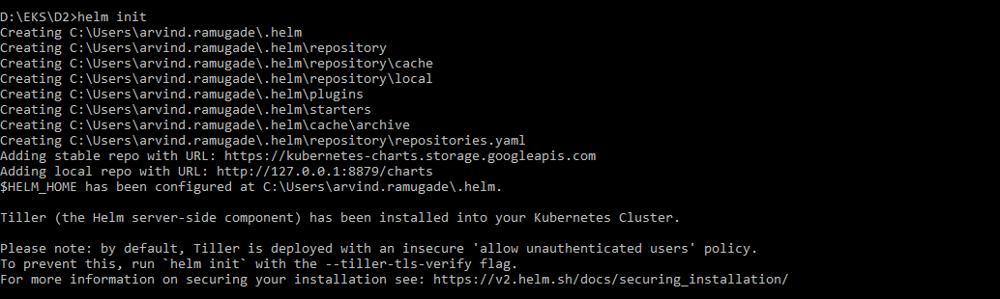 D:\EKS\D2>helm init
Creating C:\Users\arvind.ramugade\.helm
Creating C:\Users\arvind.ramugade\.helm\repository
Creating C:\Users\arvind.ramugade\.helm\repository\cache
Creating C:\Users\arvind.ramugade\.helm\repository\local
Creating C:\Users\arvind.ramugade\.helm\plugins
Creating C:\Users\arvind.ramugade\.helm\starters
Creating C:\Users\arvind.ramugade\.helm\cache\archive
Creating C:\Users\arvind.ramugade\.helm\repository\repositories.yaml
Adding stable repo with URL: https://kubernetes-charts.storage.googleapis.com
Adding local repo with URL: http://127.0.0.1:8879/charts
$HELM_HOME has been configured at C:\Users\arvind.ramugade\.helm.
Tiller (the Helm server-side component) has been installed into your Kubernetes Cluster.
Please note: by default, Tiller is deployed with an insecure 'allow unauthenticated users' policy.
To prevent this, run `helm init` with the --tiller-tls-verify flag.
For more information on securing your installation see: https://v2.helm.sh/docs/securing_installation/